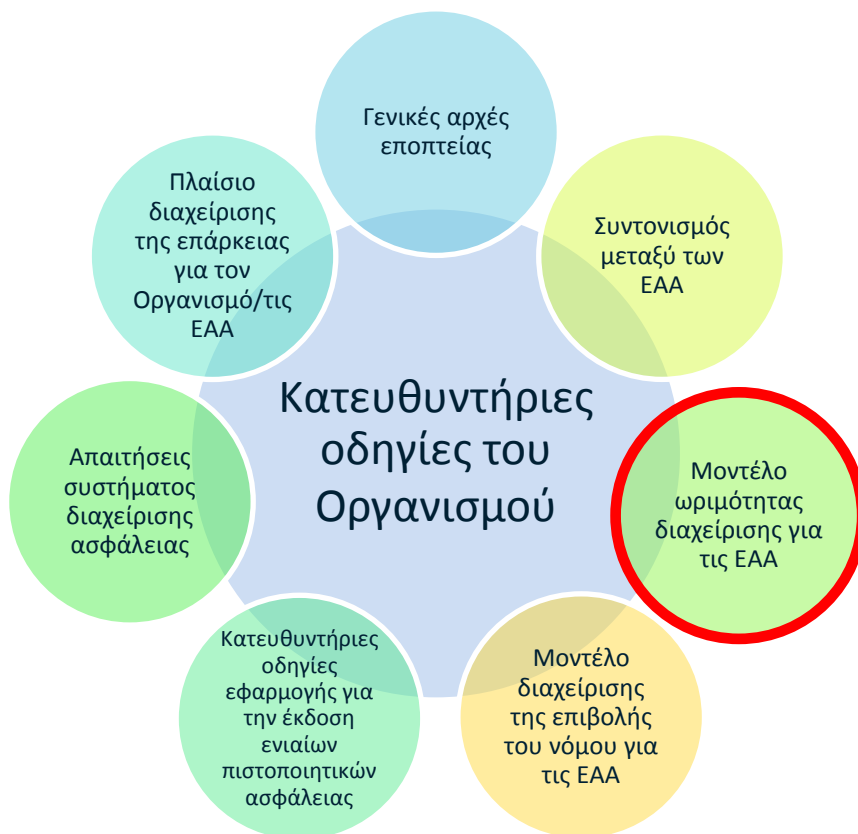 Γενικές αρχές
εποπτείας
Συντονισμός
μεταξύ των
ΕΑΑ
Μοντέλο
ωριμότητας
διαχείρισης για
τις ΕΑΑ
Μοντέλο
διαχείρισης
της επιβολής
του νόμου για
τις ΕΑΑ
Κατευθυντήριες
οδηγίες
εφαρμογής για
την έκδοση
ενιαίων
πιστοποιητικών
ασφάλειας
Απαιτήσεις
συστήματος
διαχείρισης
ασφάλειας
Πλαίσιο
διαχείρισης
της επάρκειας
για τον
Οργανισμό/τις
ΕΑΑ
Κατευθυντήριες
οδηγίες του
Οργανισμού